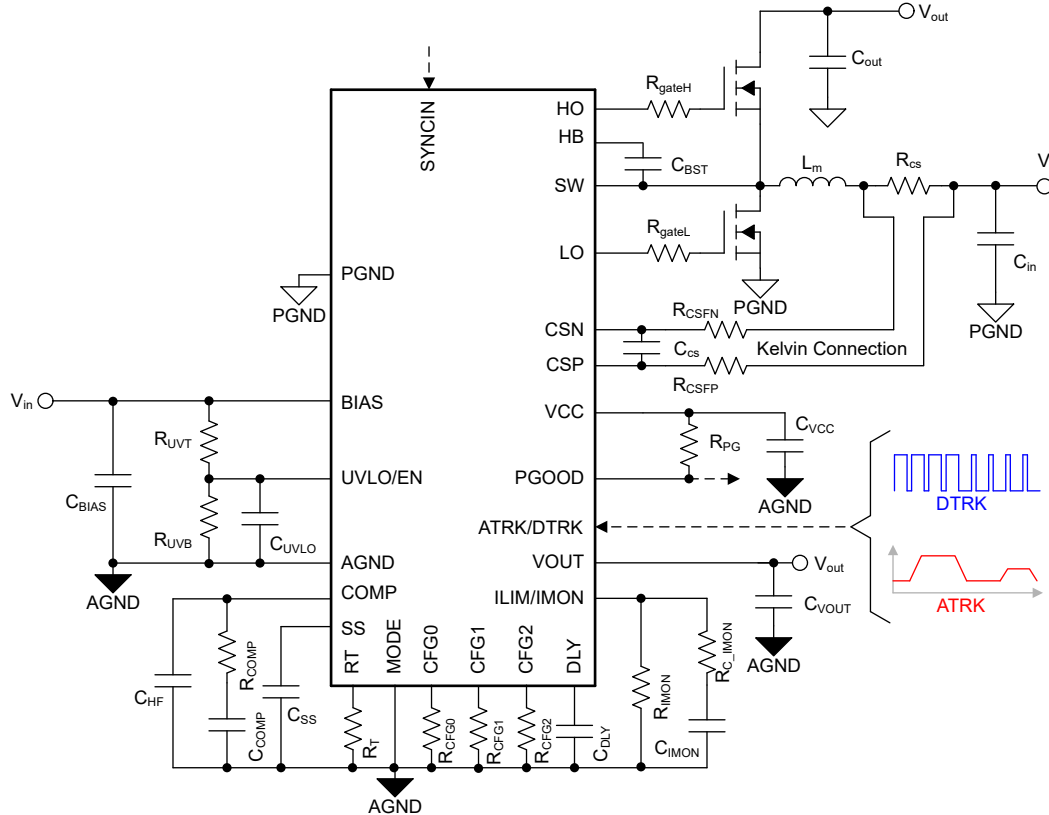 Vout
Cout
RgateH
HO
HB
CBST
SW
Lm
Rcs
V
SYNCIN
RgateL
LO
Cin
PGND
PGND
PGND
PGND
CSN
RCSFN
Ccs
Kelvin Connection
CSP
RCSFP
Vin
BIAS
VCC
RPG
CVCC
RUVT
UVLO/EN
PGOOD
AGND
DTRK
CBIAS
RUVB
CUVLO
ATRK/DTRK
AGND
AGND
VOUT
Vout
COMP
ILIM/IMON
CVOUT
ATRK
SS
AGND
RT
MODE
CFG0
CFG1
CFG2
DLY
RCOMP
RC_IMON
CHF
CCOMP
CSS
RT
RCFG0
RCFG1
RCFG2
CDLY
RIMON
CIMON
AGND